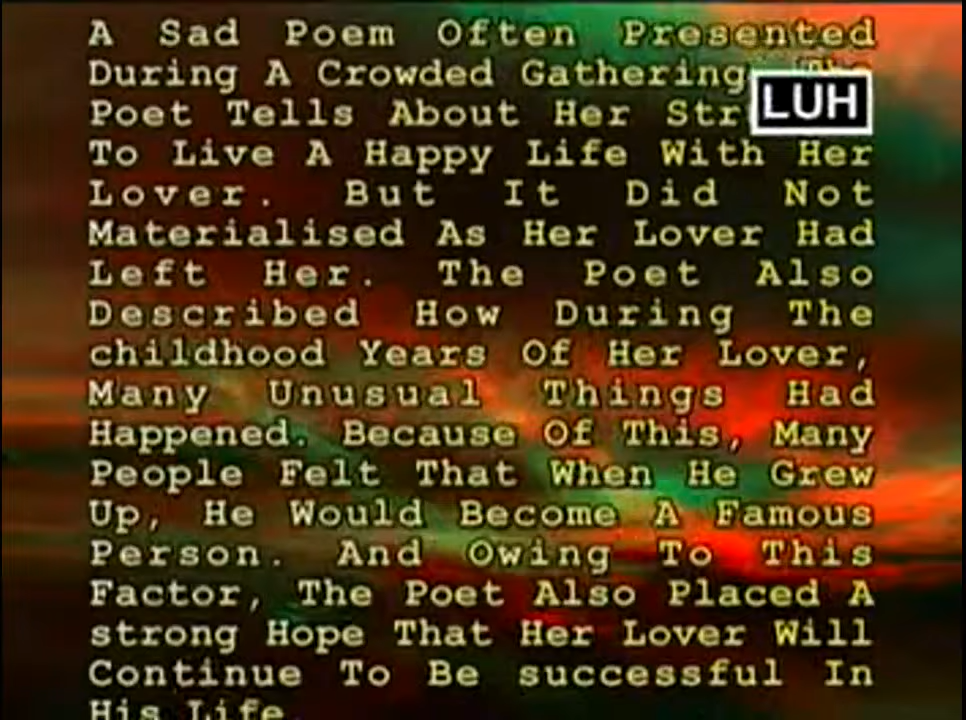 A Sad Poem Often Presented
During A Crowded Gathering
LUH
Poet Tells About Her
To Live A Happy Life With Her
Lover. But It Did Not
Materialised As Her Lover Had
Left Her. The Poet Also
Described How During The
childhood Years Of Her Lover,
Many Unusual Things Had
Happened. Because Of This, Many
People Felt That When He Grew
Up, He Would Become A Famous
Person. And Owing To This
Factor, The Poet Also Placed A
strong Hope That Her Lover Will
Continue To Be successful In
His Life.